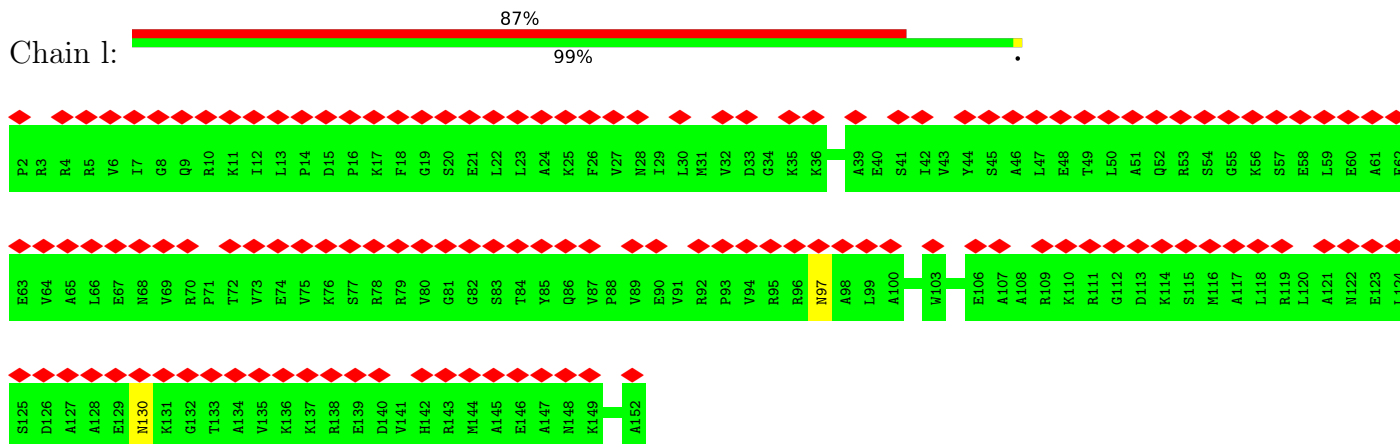 87%
Chain l:
99%
.
P2 R3 R4 R5 V6 I7 G8 Q9 R10 K11 I12 L13 P14 D15 P16 K17 F18 G19 S20 E21 L22 L23 A24 K25 F26 V27 N28 I29 L30 M31 V32 D33 G34 K35 K36 A39 E40 S41 I42 V43 Y44 S45 A46 L47 E48 T49 L50 A51 Q52 R53 S54 G55 K56 S57 E58 L59 E60 A61 F62
E63 V64 A65 L66 E67 N68 V69 R70 P71 T72 V73 E74 V75 K76 S77 R78 R79 V80 G81 G82 S83 T84 Y85 Q86 V87 P88 V89 E90 V91 R92 P93 V94 R95 R96 N97 A98 L99 A100 W103 E106 A107 A108 R109 K110 R111 G112 D113 K114 S115 M116 A117 L118 R119 L120 A121 N122 E123 L124
S125 D126 A127 A128 E129 N130 K131 G132 T133 A134 V135 K136 K137 R138 E139 D140 V141 H142 R143 M144 A145 E146 A147 N148 K149 A152